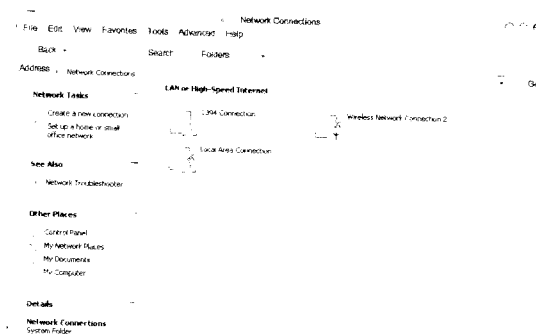 Network Connections
File Edit View Favorites Tools Advanced Help
Back Search Folders
Address Network Connections
Network Tasks
Create a new connection
Set up a home or small
office network
See Also
Network Troubleshooter
Other Places
Control Panel
My Network Places
My Documents
My Computer
Details
Network Connections
System Folder
LAN or High-Speed Internet
1394 Connection
Wireless Network Connection 2
Local Area Connection